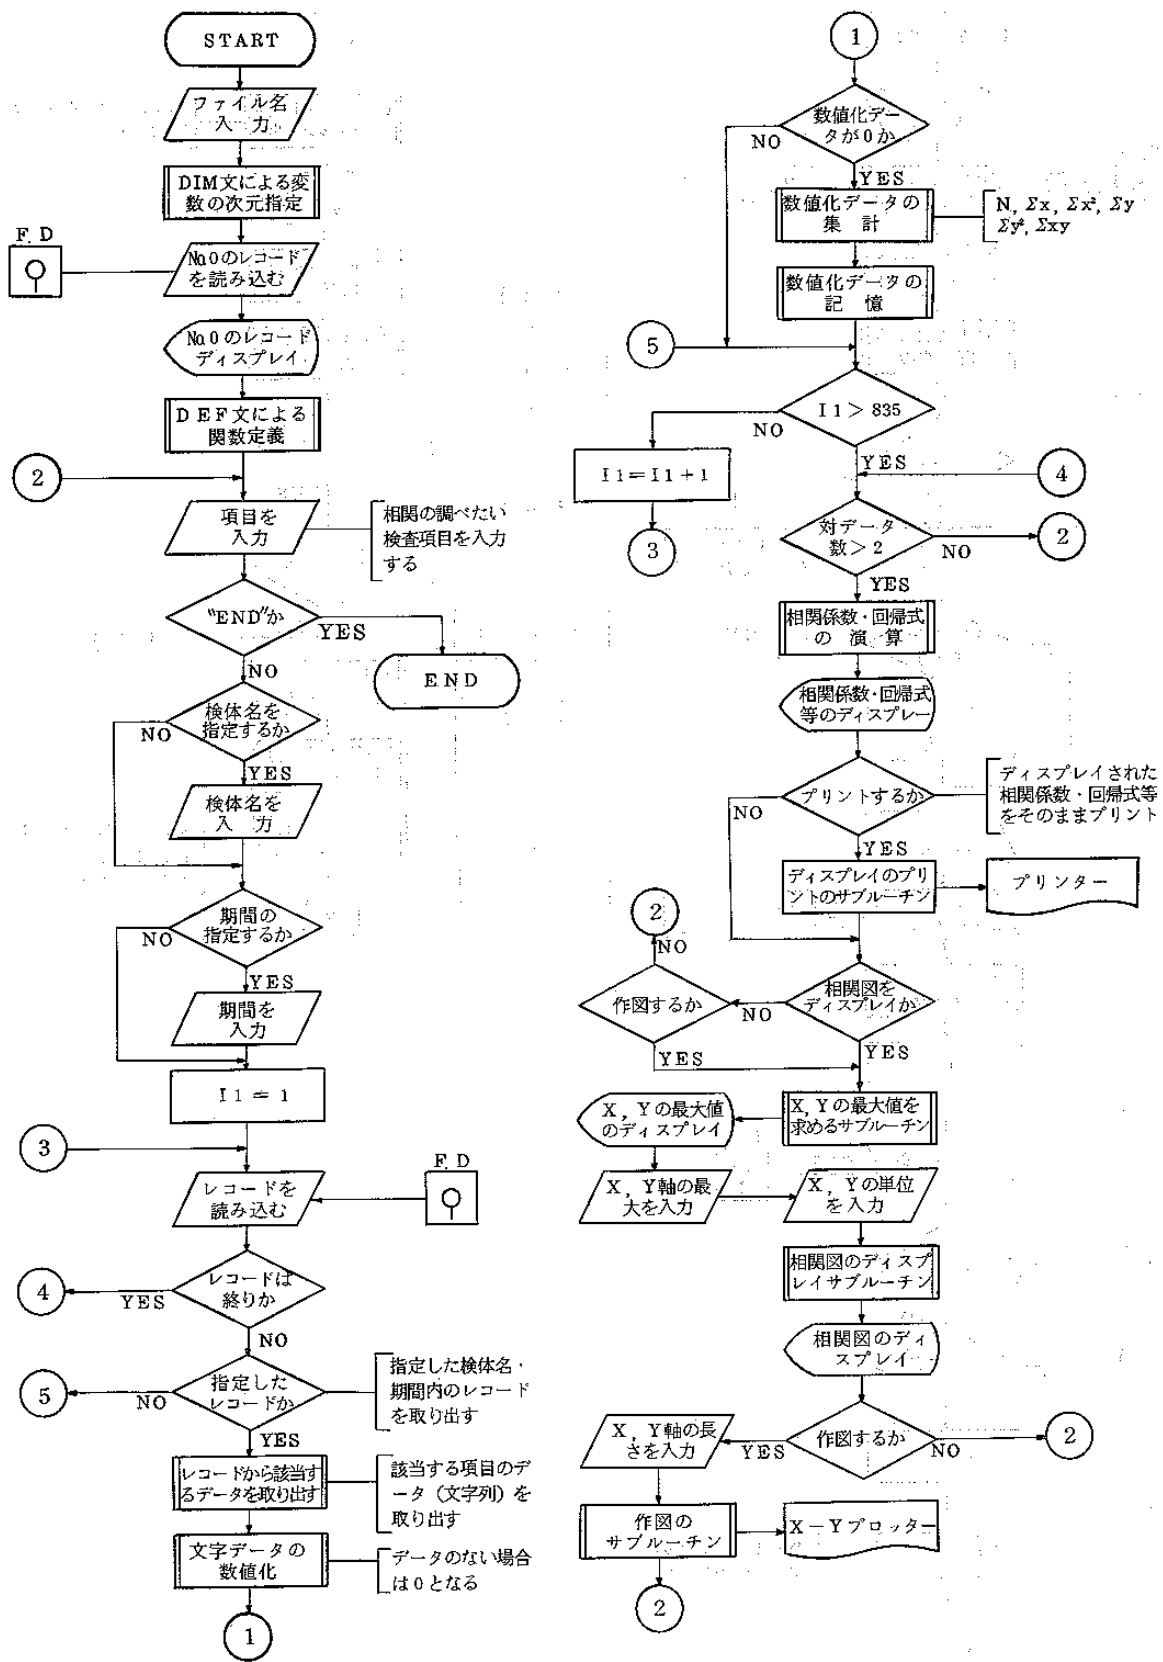 START
ファイル名
入力
DIM文による変
数の次元指定
F.D
No.0のレコード
を読み込む
No.0のレコード
ディスプレイ
DEF文による
関数定義
2
項目を
入力
相関の調べたい
検査項目を入力
する
"END"か
YES
END
NO
検体名を
指定するか
NO
YES
検体名を
入力
期間の
指定するか
NO
YES
期間を
入力
I1=1
3
F.D
レコードを
読み込む
レコードは
終りか
4
YES
NO
指定した
レコードか
5
NO
指定した検体名・
期間内のレコード
を取り出す
YES
レコードから該当す
るデータを取り出す
該当する項目のデ
ータ(文字列)を
取り出す
文字データの
数値化
データのない場合
は0となる
1
1
数値化デー
タが0か
NO
YES
数値化データの
集計
N, Σx, Σx², Σy
Σy², Σxy
数値化データの
記憶
5
I1>835
NO
YES
I1=I1+1
4
3
対データ
数>2
NO
2
YES
相関係数・回帰式
の演算
相関係数・回帰式
等のディスプレー
プリントするか
NO
ディスプレイされた
相関係数・回帰式等
をそのままプリント
YES
ディスプレイのプリ
ントのサブルーチン
プリンター
2
NO
作図するか
相関図を
ディスプレイか
NO
YES
YES
X,Yの最大値を
求めるサブルーチン
X,Yの最大値
のディスプレイ
X,Y軸の最
大を入力
X,Yの単位
を入力
相関図のディスプ
レイサブルーチン
相関図のディ
スプレイ
作図するか
NO
2
YES
X,Y軸の長
さを入力
作図の
サブルーチン
X-Yプロッター
2